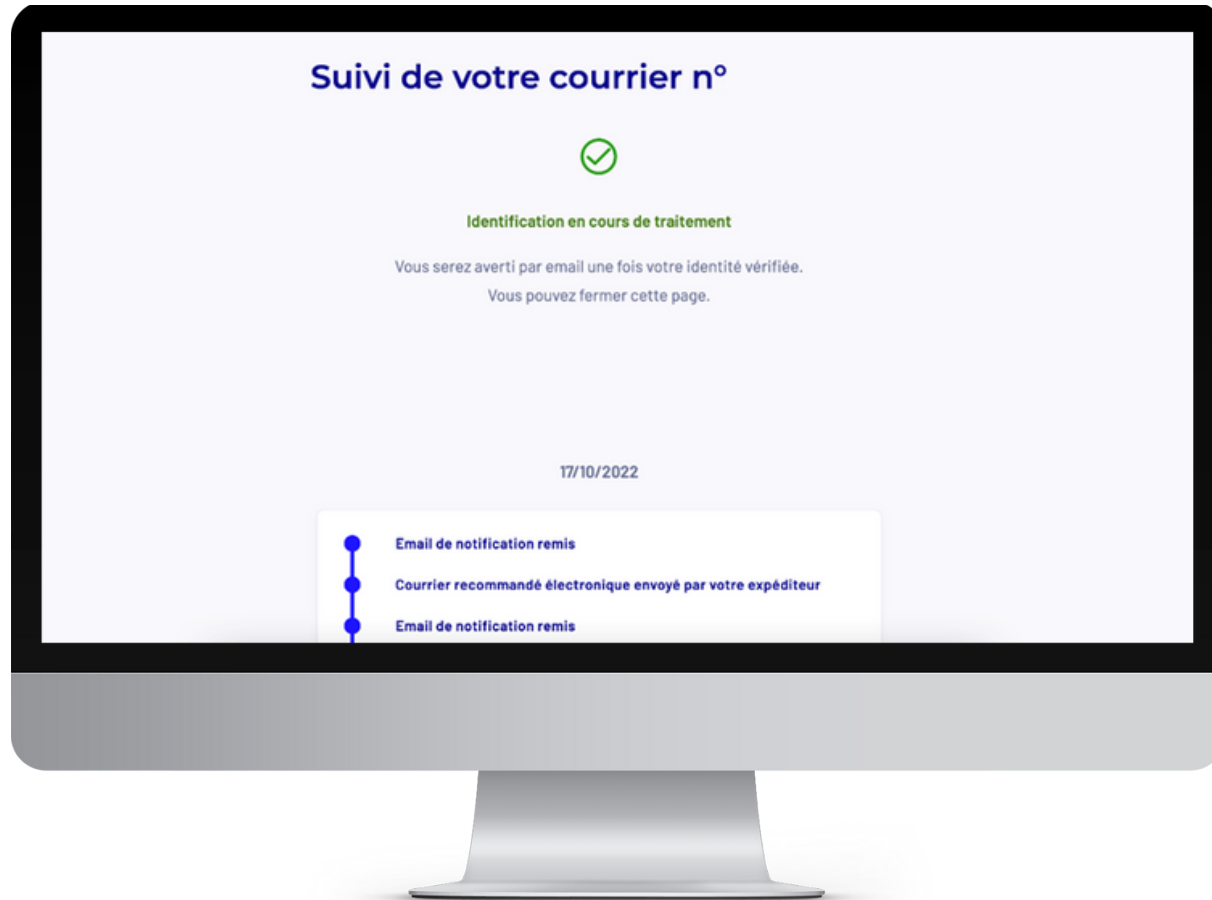 Suivi de votre courrier n°
Identification en cours de traitement
Vous serez averti par email une fois votre identité vérifiée.
Vous pouvez fermer cette page.
17/10/2022
Email de notification remis
Courrier recommandé électronique envoyé par votre expéditeur
Email de notification remis